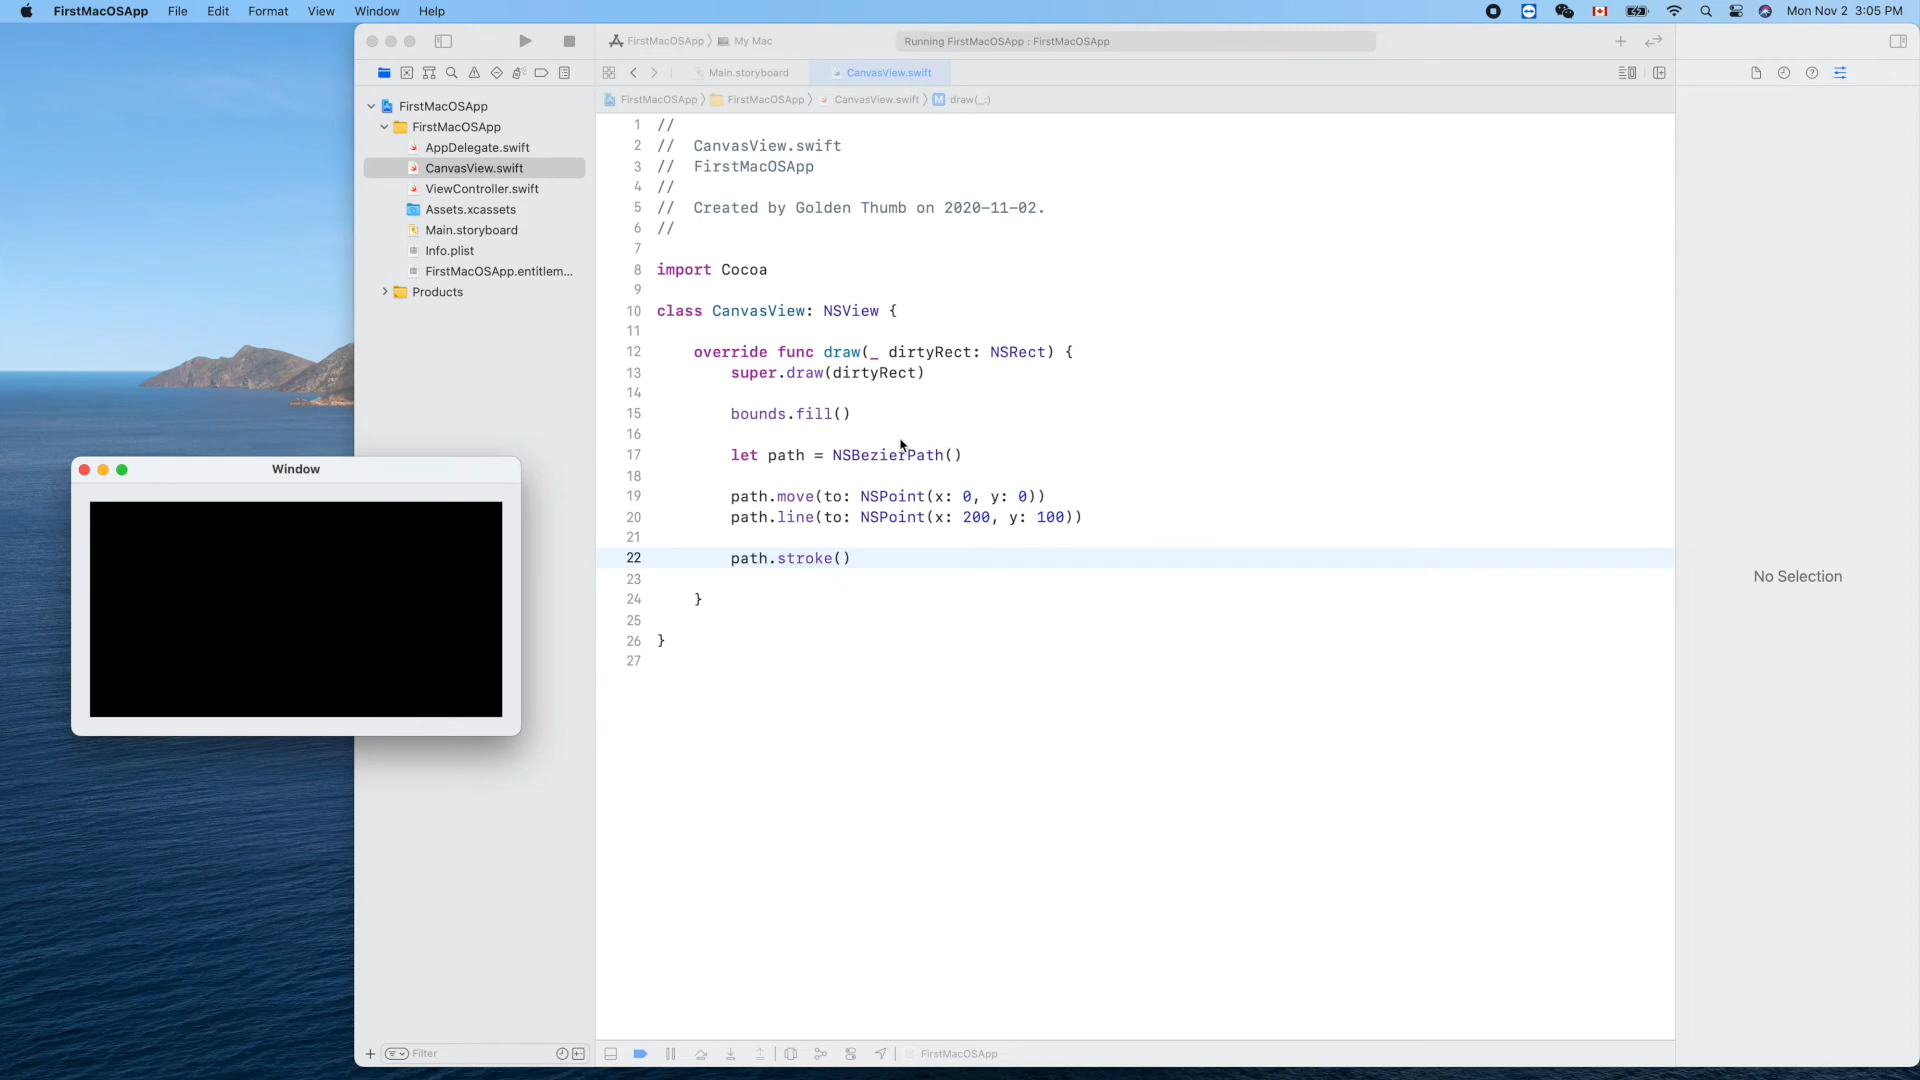 FirstMacOSApp File Edit Format View Window Help
Mon Nov 2 3:05 PM
FirstMacOSApp My Mac
Running FirstMacOSApp : FirstMacOSApp
Main.storyboard
CanvasView.swift
FirstMacOSApp FirstMacOSApp CanvasView.swift M draw(_:)
FirstMacOSApp
FirstMacOSApp
AppDelegate.swift
CanvasView.swift
ViewController.swift
Assets.xcassets
Main.storyboard
Info.plist
FirstMacOSApp.entitlem...
Products
1 //
2 // CanvasView.swift
3 // FirstMacOSApp
4 //
5 // Created by Golden Thumb on 2020-11-02.
6 //
7
8 import Cocoa
9
10 class CanvasView: NSView {
11
12 override func draw(_ dirtyRect: NSRect) {
13 super.draw(dirtyRect)
14
15 bounds.fill()
16
17 let path = NSBezierPath()
18
19 path.move(to: NSPoint(x: 0, y: 0))
20 path.line(to: NSPoint(x: 200, y: 100))
21
22 path.stroke()
23
24 }
25
26 }
27
Window
No Selection
Filter
FirstMacOSApp